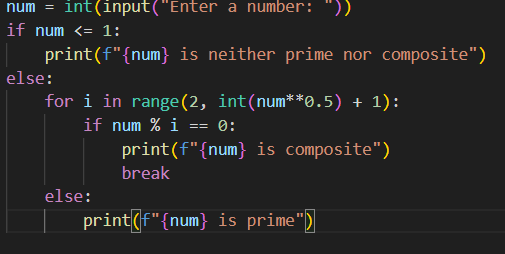 num = int(input("Enter a number: "))
if num <= 1:
    print(f"{num} is neither prime nor composite")
else:
    for i in range(2, int(num**0.5) + 1):
        if num % i == 0:
            print(f"{num} is composite")
            break
    else:
        print(f"{num} is prime")